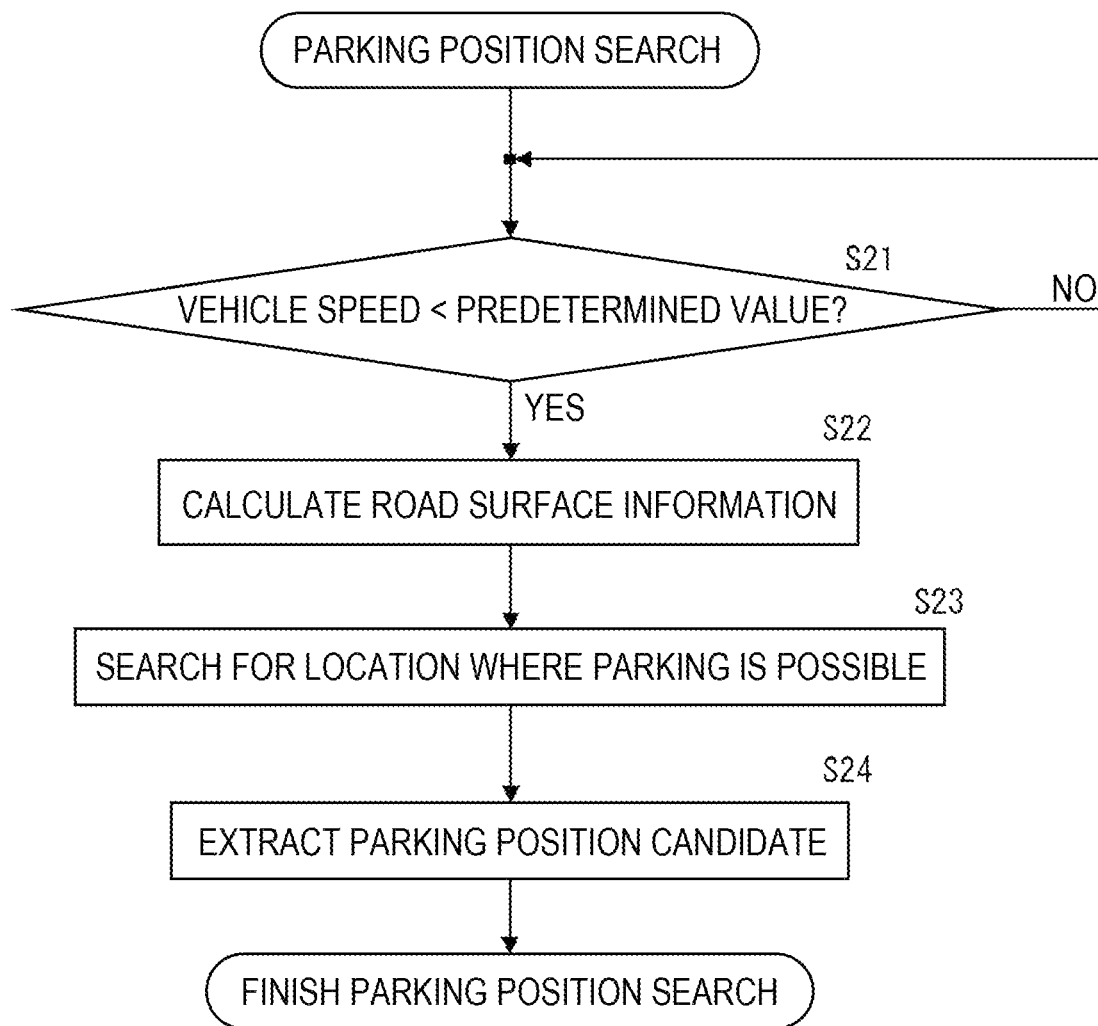 PARKING POSITION SEARCH
S21
VEHICLE SPEED < PREDETERMINED VALUE?
NO
YES
S22
CALCULATE ROAD SURFACE INFORMATION
S23
SEARCH FOR LOCATION WHERE PARKING IS POSSIBLE
S24
EXTRACT PARKING POSITION CANDIDATE
FINISH PARKING POSITION SEARCH